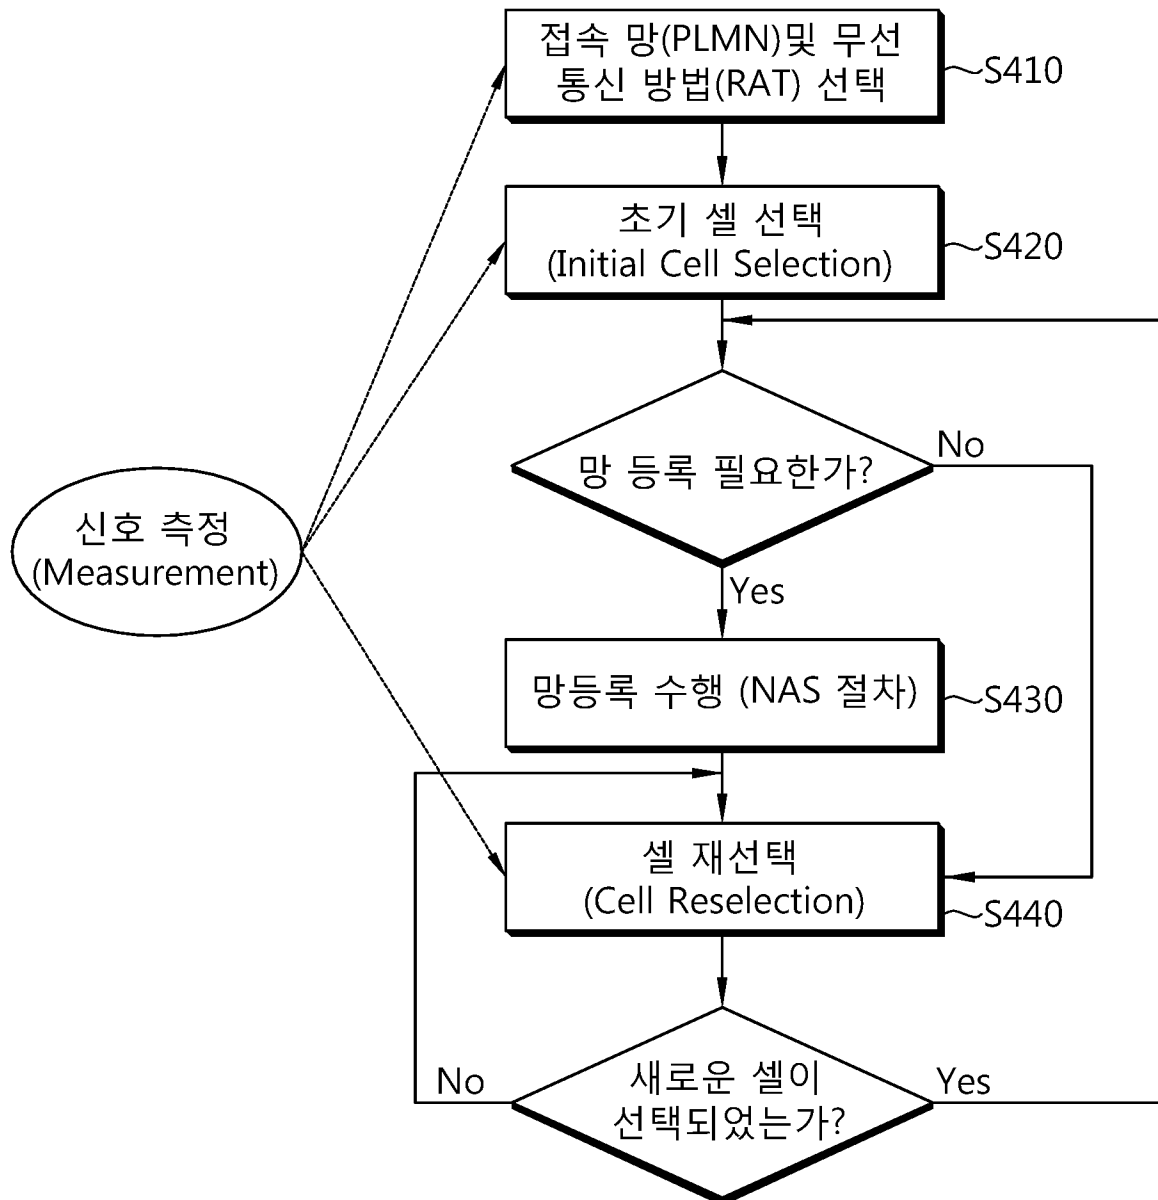 접속 망(PLMN)및 무선
통신 방법(RAT) 선택
S410
초기 셀 선택
(Initial Cell Selection)
S420
망 등록 필요한가?
No
신호 측정
(Measurement)
Yes
망등록 수행 (NAS 절차)
S430
셀 재선택
(Cell Reselection)
S440
No
새로운 셀이
선택되었는가?
Yes